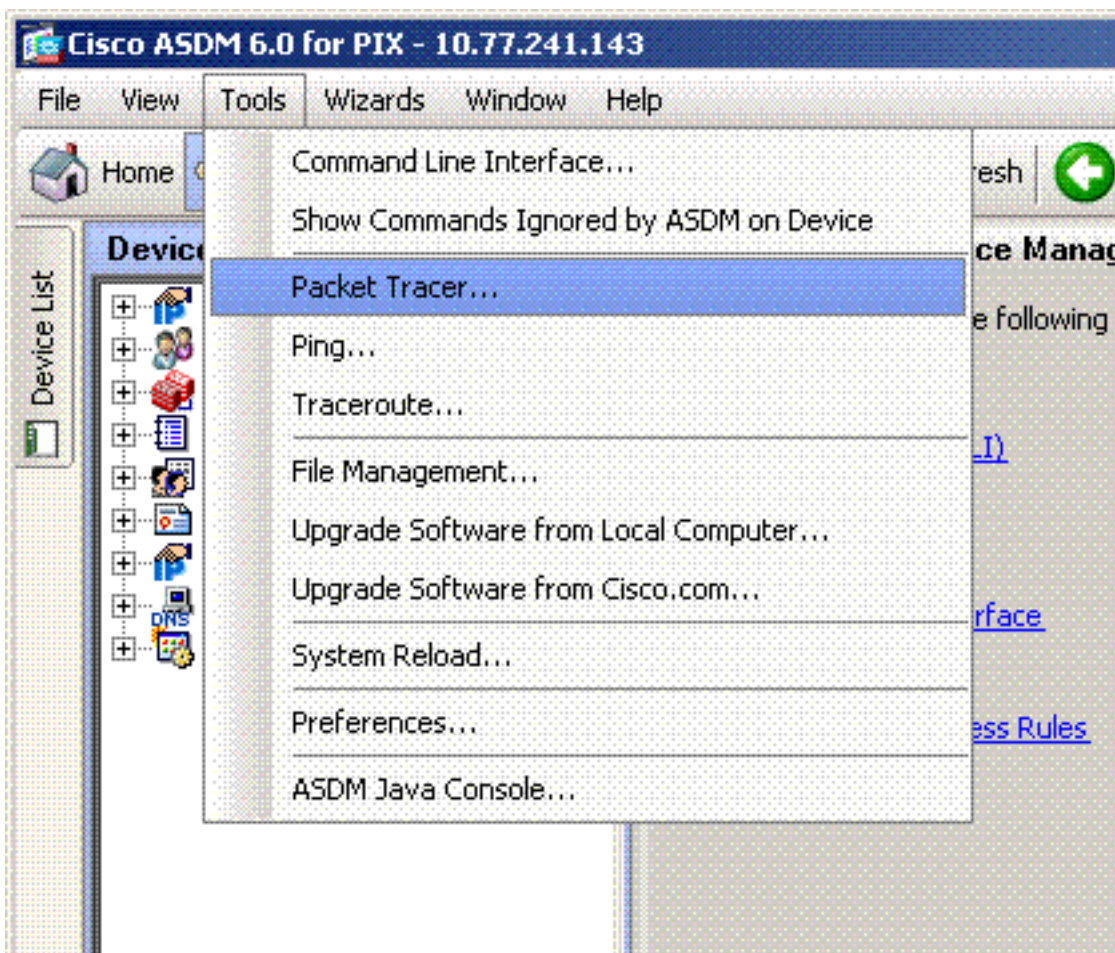 Cisco ASDM 6.0 for PIX - 10.77.241.143
File View Tools Wizards Window Help
Home
Command Line Interface...
resh
Show Commands Ignored by ASDM on Device
Device List
Devic
ce Manag
Packet Tracer...
e following
Ping...
Traceroute...
LI)
File Management...
Upgrade Software from Local Computer...
Upgrade Software from Cisco.com...
rface
System Reload...
Preferences...
ess Rules
ASDM Java Console...
IP
IP
DNS